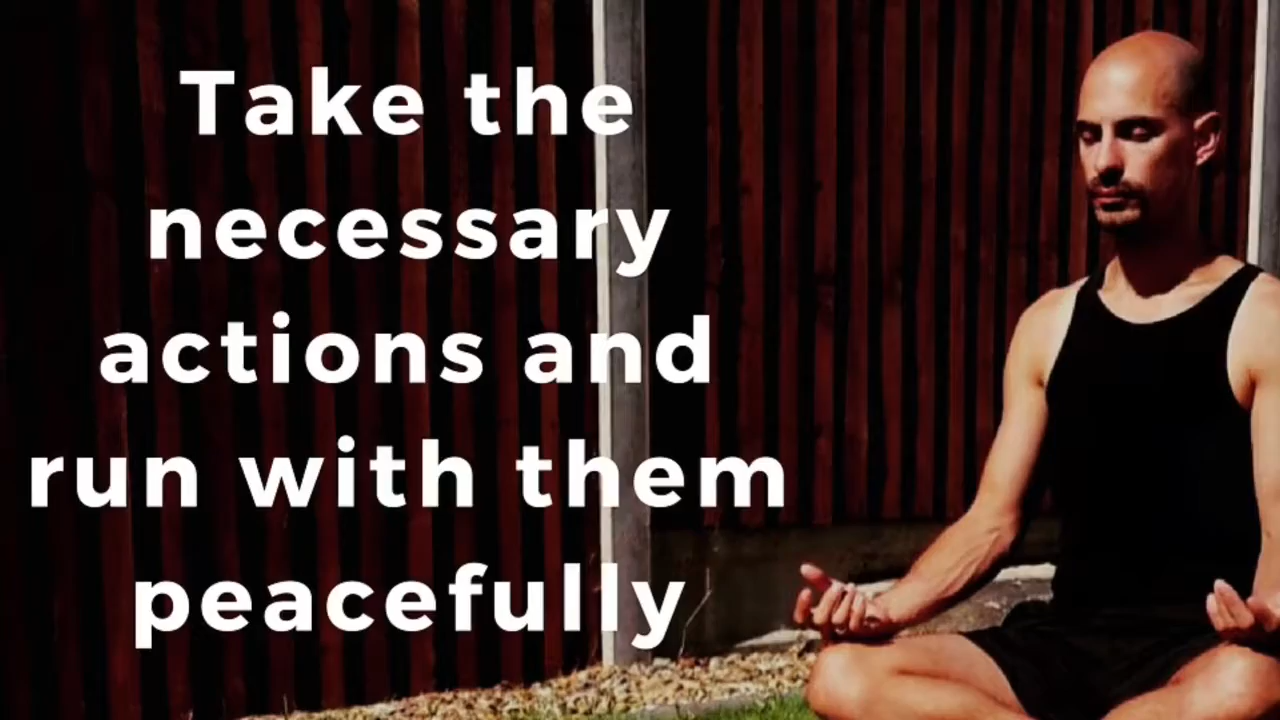 Take the
necessary
actions and
run with them
peacefully